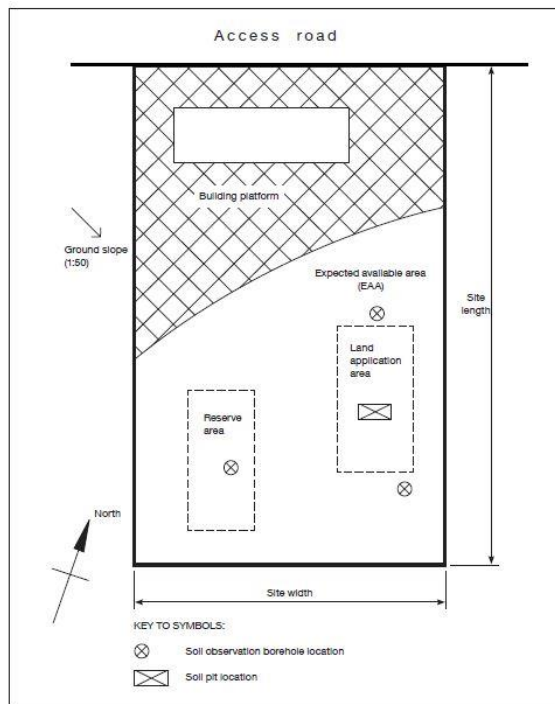 Access road
Building platform
Ground slope
(1:50)
Expected available area
(EAA)
Site
length
Land
application
area
Reserve
area
North
Site width
KEY TO SYMBOLS:
Soil observation borehole location
Soil pit location